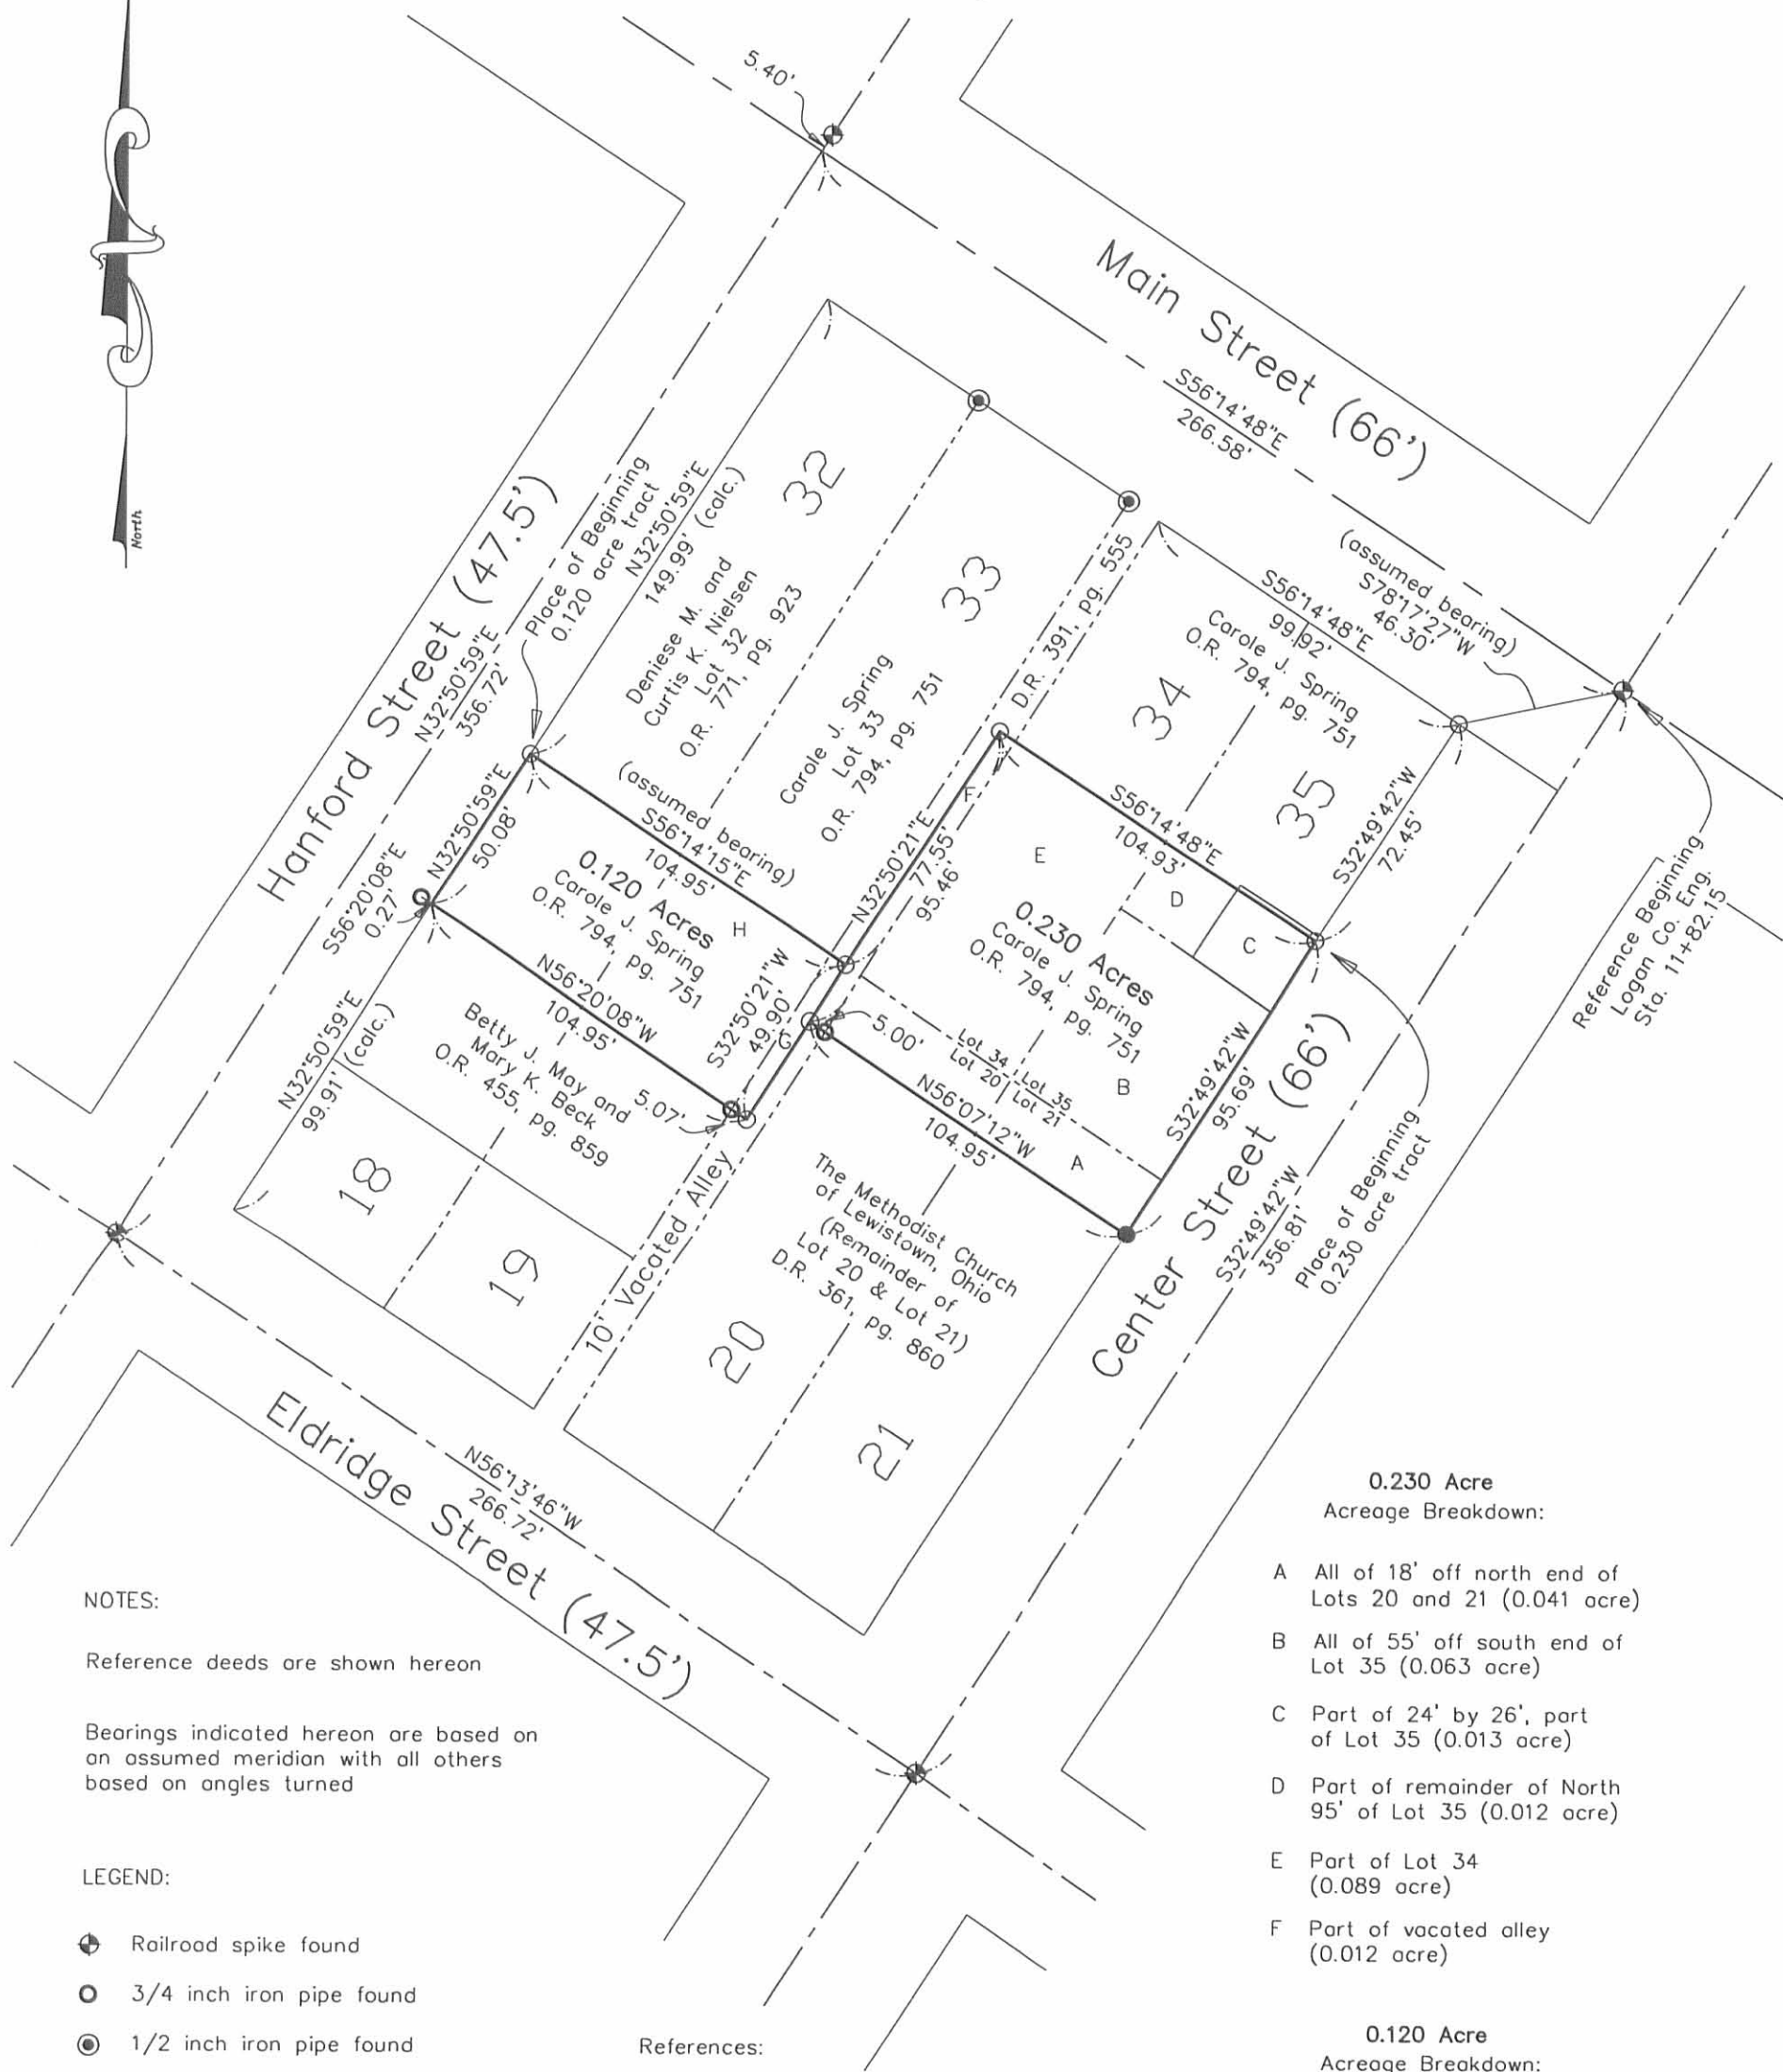 North
5.40'
Main Street (66')
S56°14'48"E
266.58'
Hanford Street (47.5')
N32°50'59"E
356.72'
Place of Beginning
0.120 acre tract
N32°50'59"E
149.99' (calc.)
32
Deniese M. and
Curtis K. Nielsen
Lot 32
O.R. 771, pg. 923
33
Carole J. Spring
Lot 33
O.R. 794, pg. 751
D.R. 391, pg. 555
34
S56°14'48"E
99.92'
Carole J. Spring
O.R. 794, pg. 751
35
(assumed bearing)
S78°17'27"W
46.30'
S32°49'42"W
72.45'
Reference Beginning
Logan Co. Eng.
Sta. 11+82.15
N32°50'59"E
50.08'
(assumed bearing)
S56°14'15"E
104.95'
0.120 Acres
Carole J. Spring
O.R. 794, pg. 751
H
N56°20'08"W
104.95'
S56°20'08"E
0.27'
N32°50'21"E
77.55'
95.46'
F
E
S56°14'48"E
104.93'
D
C
0.230 Acres
Carole J. Spring
O.R. 794, pg. 751
S32°50'21"W
49.90'
G
5.00'
Lot 34 Lot 35
Lot 20 Lot 21
B
N56°07'12"W
104.95'
A
S32°49'42"W
95.69'
Center Street (66')
S32°49'42"W
356.81'
Place of Beginning
0.230 acre tract
N32°50'59"E
99.91' (calc.)
Betty J. May and
Mary K. Beck
O.R. 455, pg. 859
5.07'
18
19
10' Vacated Alley
The Methodist Church
of Lewistown, Ohio
(Remainder of
Lot 20 & Lot 21)
D.R. 361, pg. 860
20
21
Eldridge Street (47.5')
N56°13'46"W
266.72'
NOTES:
Reference deeds are shown hereon
Bearings indicated hereon are based on
an assumed meridian with all others
based on angles turned
LEGEND:
Railroad spike found
3/4 inch iron pipe found
1/2 inch iron pipe found
References:
0.230 Acre
Acreage Breakdown:
A All of 18' off north end of
Lots 20 and 21 (0.041 acre)
B All of 55' off south end of
Lot 35 (0.063 acre)
C Part of 24' by 26', part
of Lot 35 (0.013 acre)
D Part of remainder of North
95' of Lot 35 (0.012 acre)
E Part of Lot 34
(0.089 acre)
F Part of vacated alley
(0.012 acre)
0.120 Acre
Acreage Breakdown: